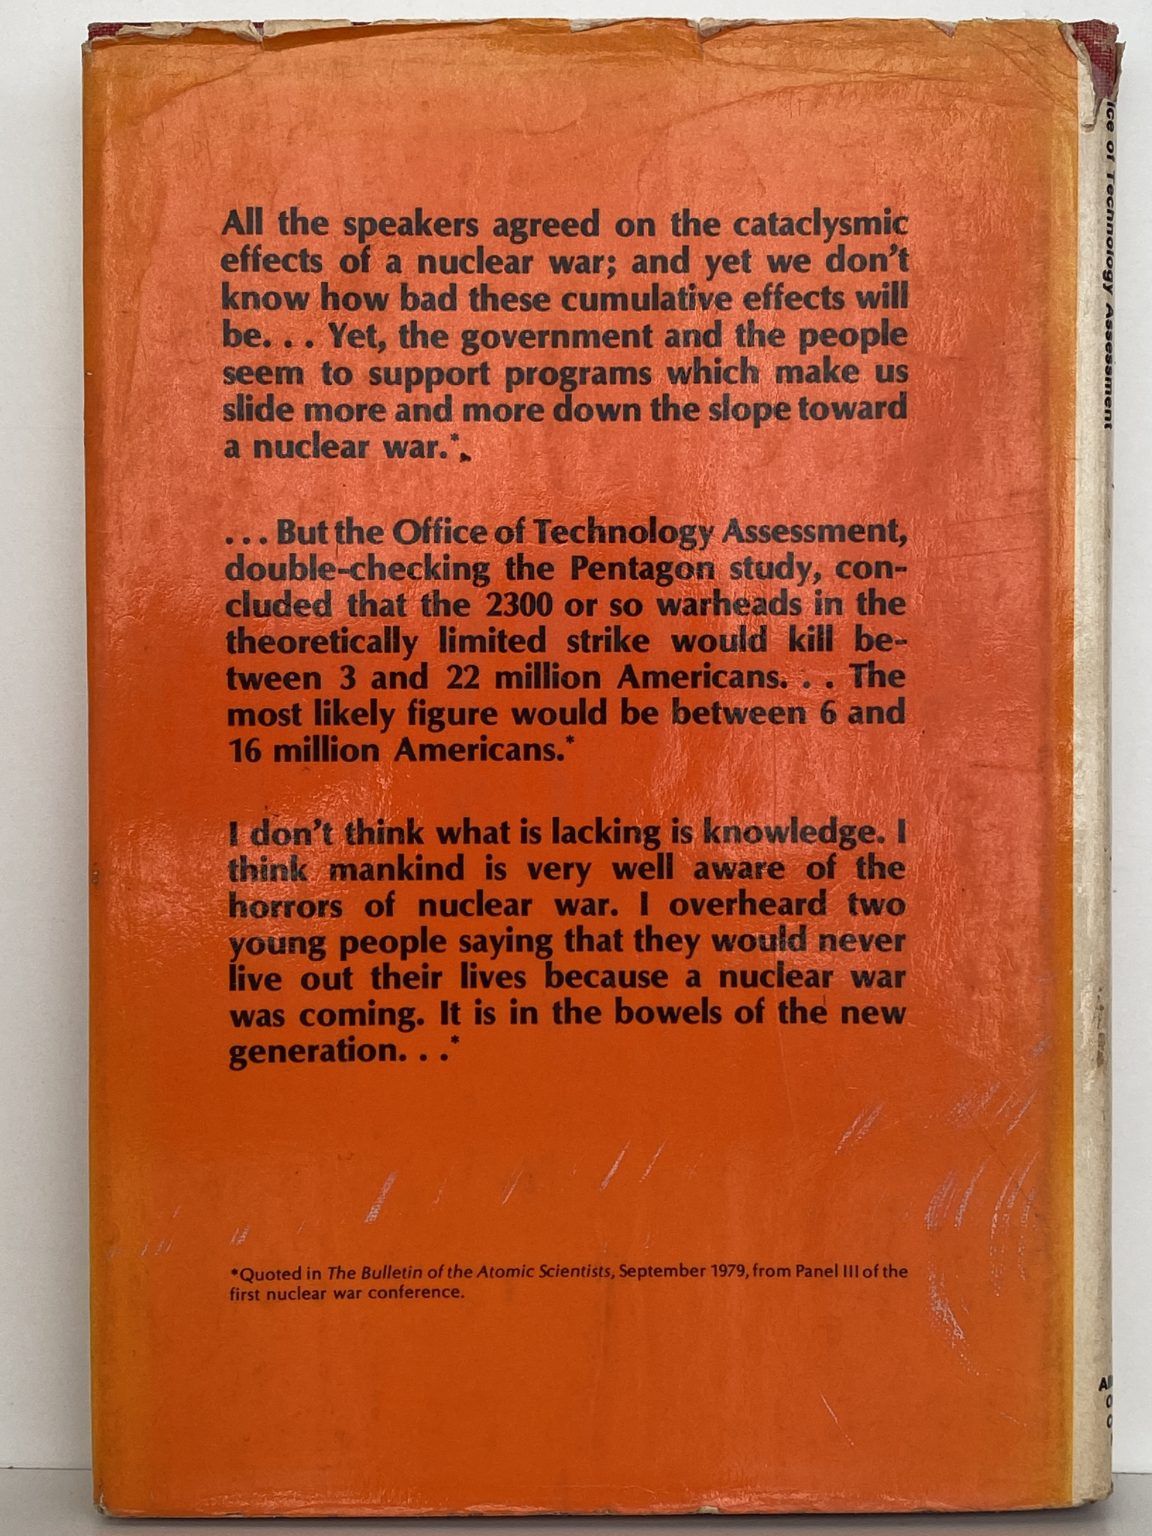 All the speakers agreed on the cataclysmic
effects of a nuclear war; and yet we don't
know how bad these cumulative effects will
be. . . Yet, the government and the people
seem to support programs which make us
slide more and more down the slope toward
a nuclear war.*
. . . But the Office of Technology Assessment,
double-checking the Pentagon study, con-
cluded that the 2300 or so warheads in the
theoretically limited strike would kill be-
tween 3 and 22 million Americans. . . The
most likely figure would be between 6 and
16 million Americans.*
I don't think what is lacking is knowledge. I
think mankind is very well aware of the
horrors of nuclear war. I overheard two
young people saying that they would never
live out their lives because a nuclear war
was coming. It is in the bowels of the new
generation. . .*
*Quoted in The Bulletin of the Atomic Scientists, September 1979, from Panel III of the
first nuclear war conference.
ice of Technology Assessment